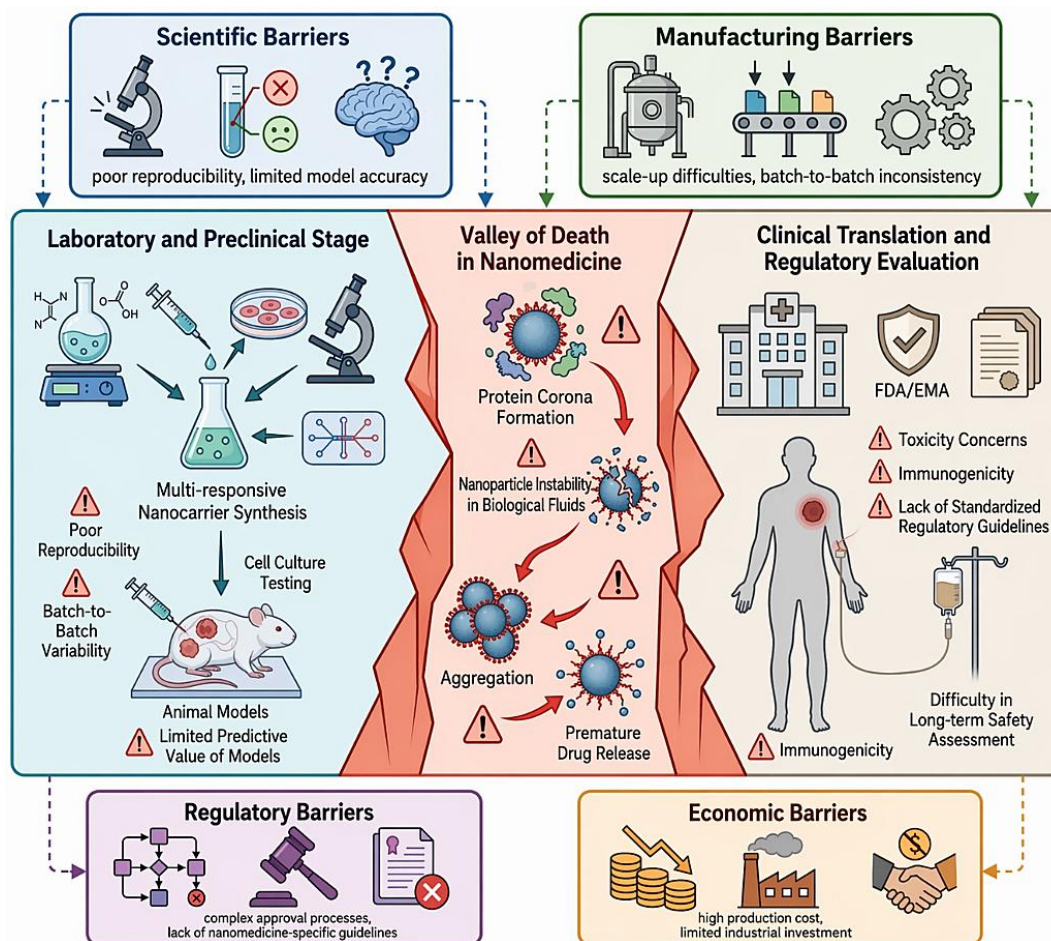 Scientific Barriers
???
poor reproducibility, limited model accuracy
Manufacturing Barriers
scale-up difficulties, batch-to-batch inconsistency
Laboratory and Preclinical Stage
H
N
N
O
OH
Multi-responsive
Nanocarrier Synthesis
Poor
Reproducibility
Cell Culture
Testing
Batch-to-
Batch
Variability
Animal Models
Limited Predictive
Value of Models
Valley of Death
in Nanomedicine
Protein Corona
Formation
Nanoparticle Instability
in Biological Fluids
Aggregation
Premature
Drug Release
Clinical Translation and
Regulatory Evaluation
FDA/EMA
Toxicity Concerns
Immunogenicity
Lack of Standardized
Regulatory Guidelines
Difficulty in
Long-term Safety
Assessment
Immunogenicity
Regulatory Barriers
complex approval processes,
lack of nanomedicine-specific guidelines
Economic Barriers
$
high production cost,
limited industrial investment